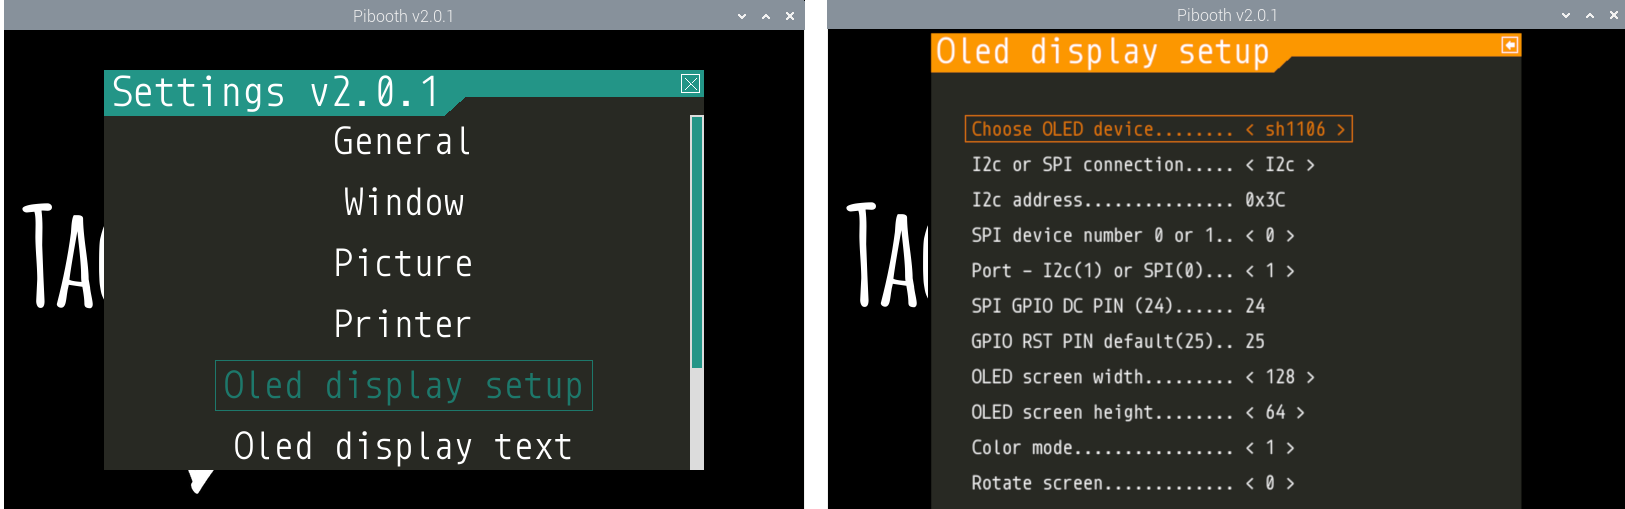 Pibooth v2.0.1
Settings v2.0.1
General
Window
Picture
Printer
Oled display setup
Oled display text
Pibooth v2.0.1
Oled display setup
Choose OLED device........ < sh1106 >
I2c or SPI connection..... < I2c >
I2c address............... 0x3C
SPI device number 0 or 1.. < 0 >
Port - I2c(1) or SPI(0)... < 1 >
SPI GPIO DC PIN (24)...... 24
GPIO RST PIN default(25).. 25
OLED screen width......... < 128 >
OLED screen height........ < 64 >
Color mode................ < 1 >
Rotate screen............. < 0 >